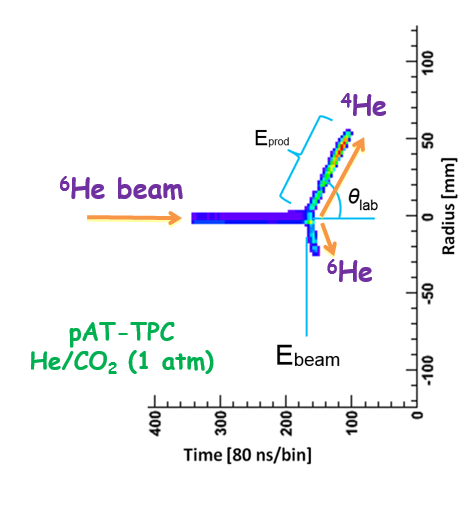 ⁴He
E_prod
⁶He beam
θ_lab
⁶He
pAT-TPC
He/CO₂ (1 atm)
E_beam
100
50
0
-50
-100
Radius [mm]
400
300
200
100
0
Time [80 ns/bin]